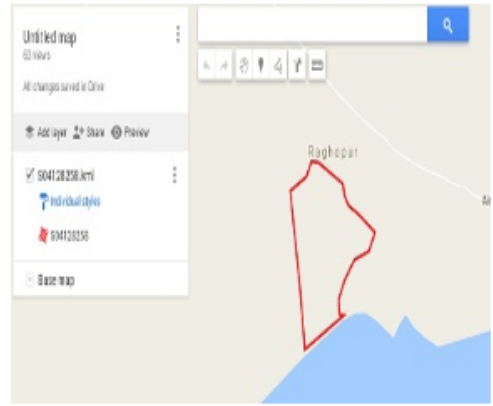 Untitled map
60 views
All changes saved in Drive
Add layer Share Preview
S04128258.kml
Individual styles
S04128258
Base map
Raghopur